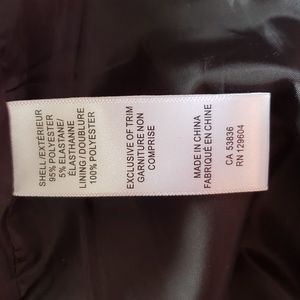 SHELL/EXTÉRIEUR
95% POLYESTER
5% ELASTANE/
ELASTHANNE
LINING / DOUBLURE
100% POLYESTER
EXCLUSIVE OF TRIM
GARNITURE NON
COMPRISE
MADE IN CHINA
FABRIQUÉ EN CHINE
CA 53836
RN 129604